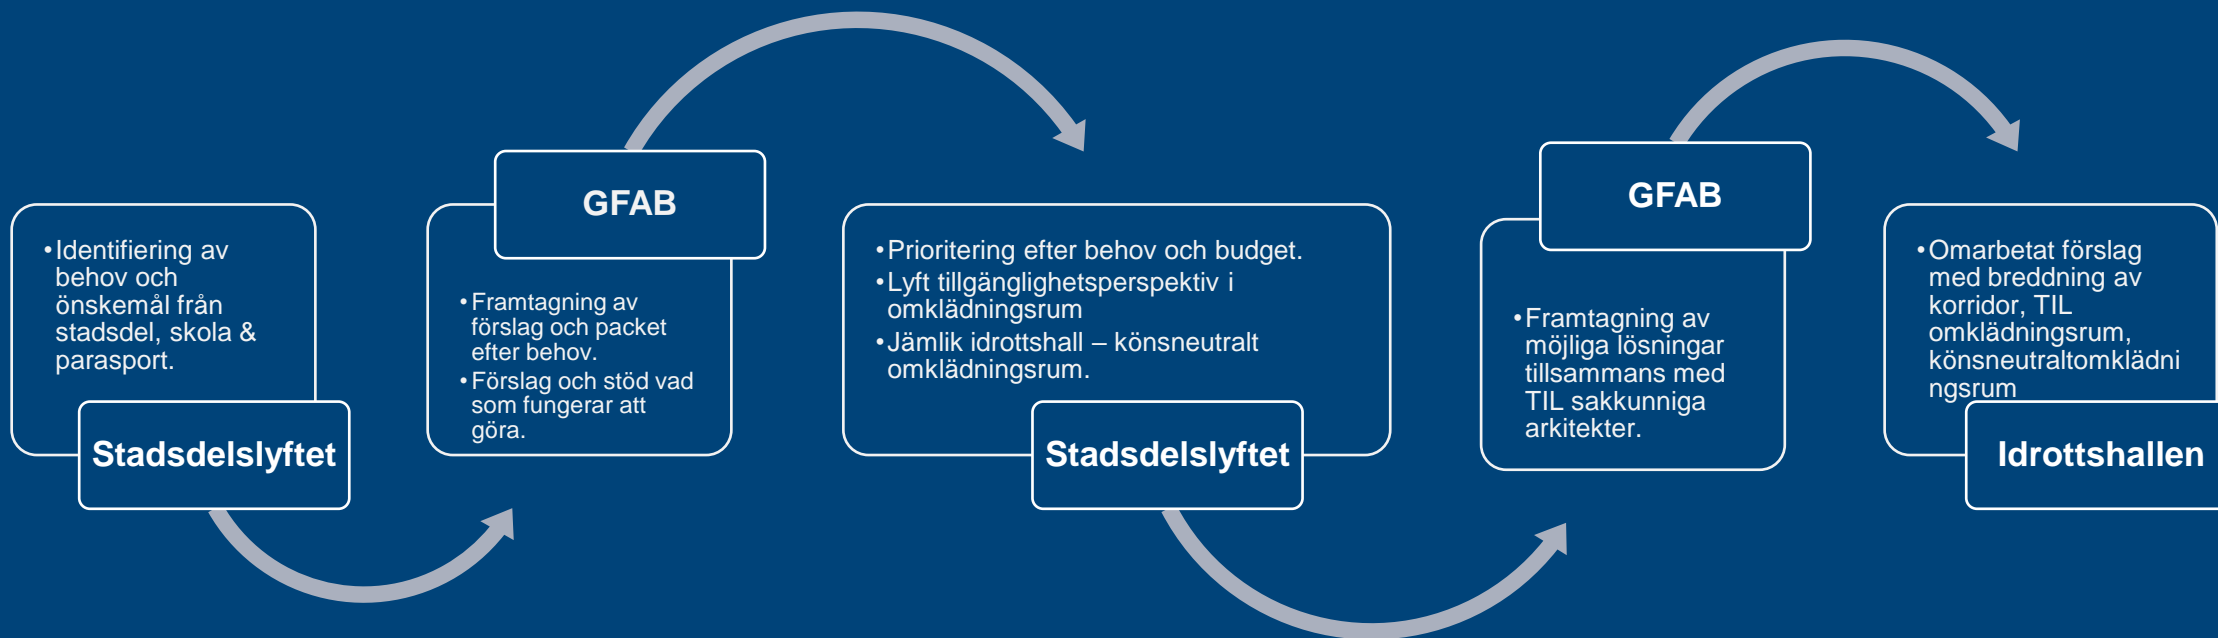 •Identifiering av
behov och
önskemål från
stadsdel, skola &
parasport.
Stadsdelslyftet
GFAB
•Framtagning av
förslag och packet
efter behov.
•Förslag och stöd vad
som fungerar att
göra.
•Prioritering efter behov och budget.
•Lyft tillgänglighetsperspektiv i
omklädningsrum
•Jämlik idrottshall – könsneutralt
omklädningsrum.
Stadsdelslyftet
GFAB
•Framtagning av
möjliga lösningar
tillsammans med
TIL sakkunniga
arkitekter.
•Omarbetat förslag
med breddning av
korridor, TIL
omklädningsrum,
könsneutraltomklädni
ngsrum
Idrottshallen